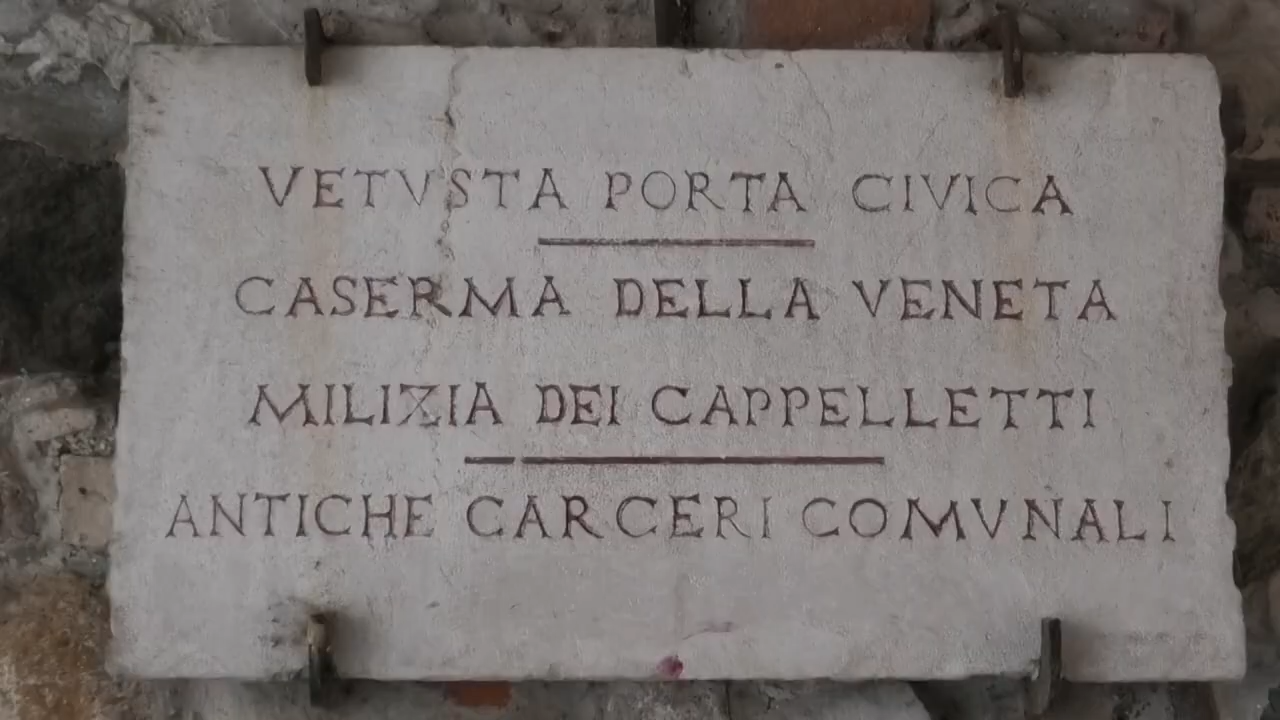 VETVSTA PORTA CIVICA
CASERMA DELLA VENETA
MILIZIA DEI CAPPELLETTI
ANTICHE CARCERI COMVNALI